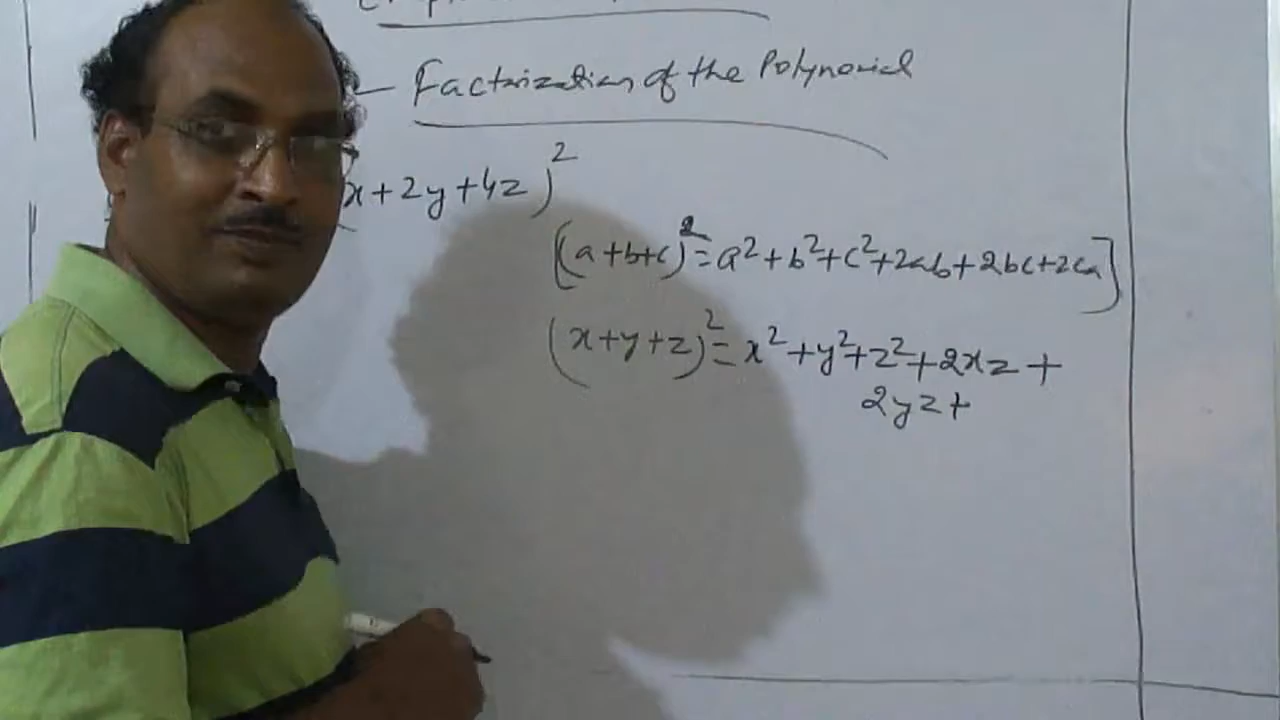 — Factorization of the Polynomial
x+2y+4z)²
[(a+b+c)²=a²+b²+c²+2ab+2bc+2ca]
(x+y+z)²=x²+y²+z²+2xz+
2yz+